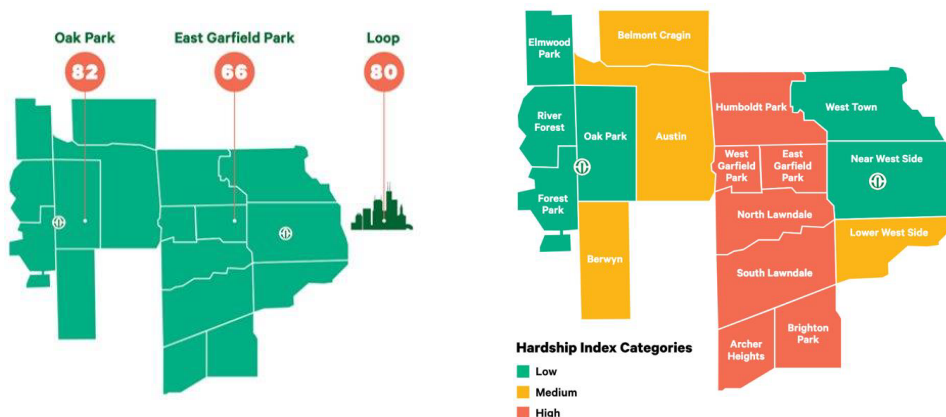 Oak Park
East Garfield Park
Loop
82
66
80
Elmwood
Park
Belmont Cragin
River
Forest
Oak Park
Austin
Humboldt Park
West Town
West
Garfield
Park
East
Garfield
Park
Near West Side
Forest
Park
North Lawndale
Lower West Side
Berwyn
South Lawndale
Archer
Heights
Brighton
Park
Hardship Index Categories
Low
Medium
High